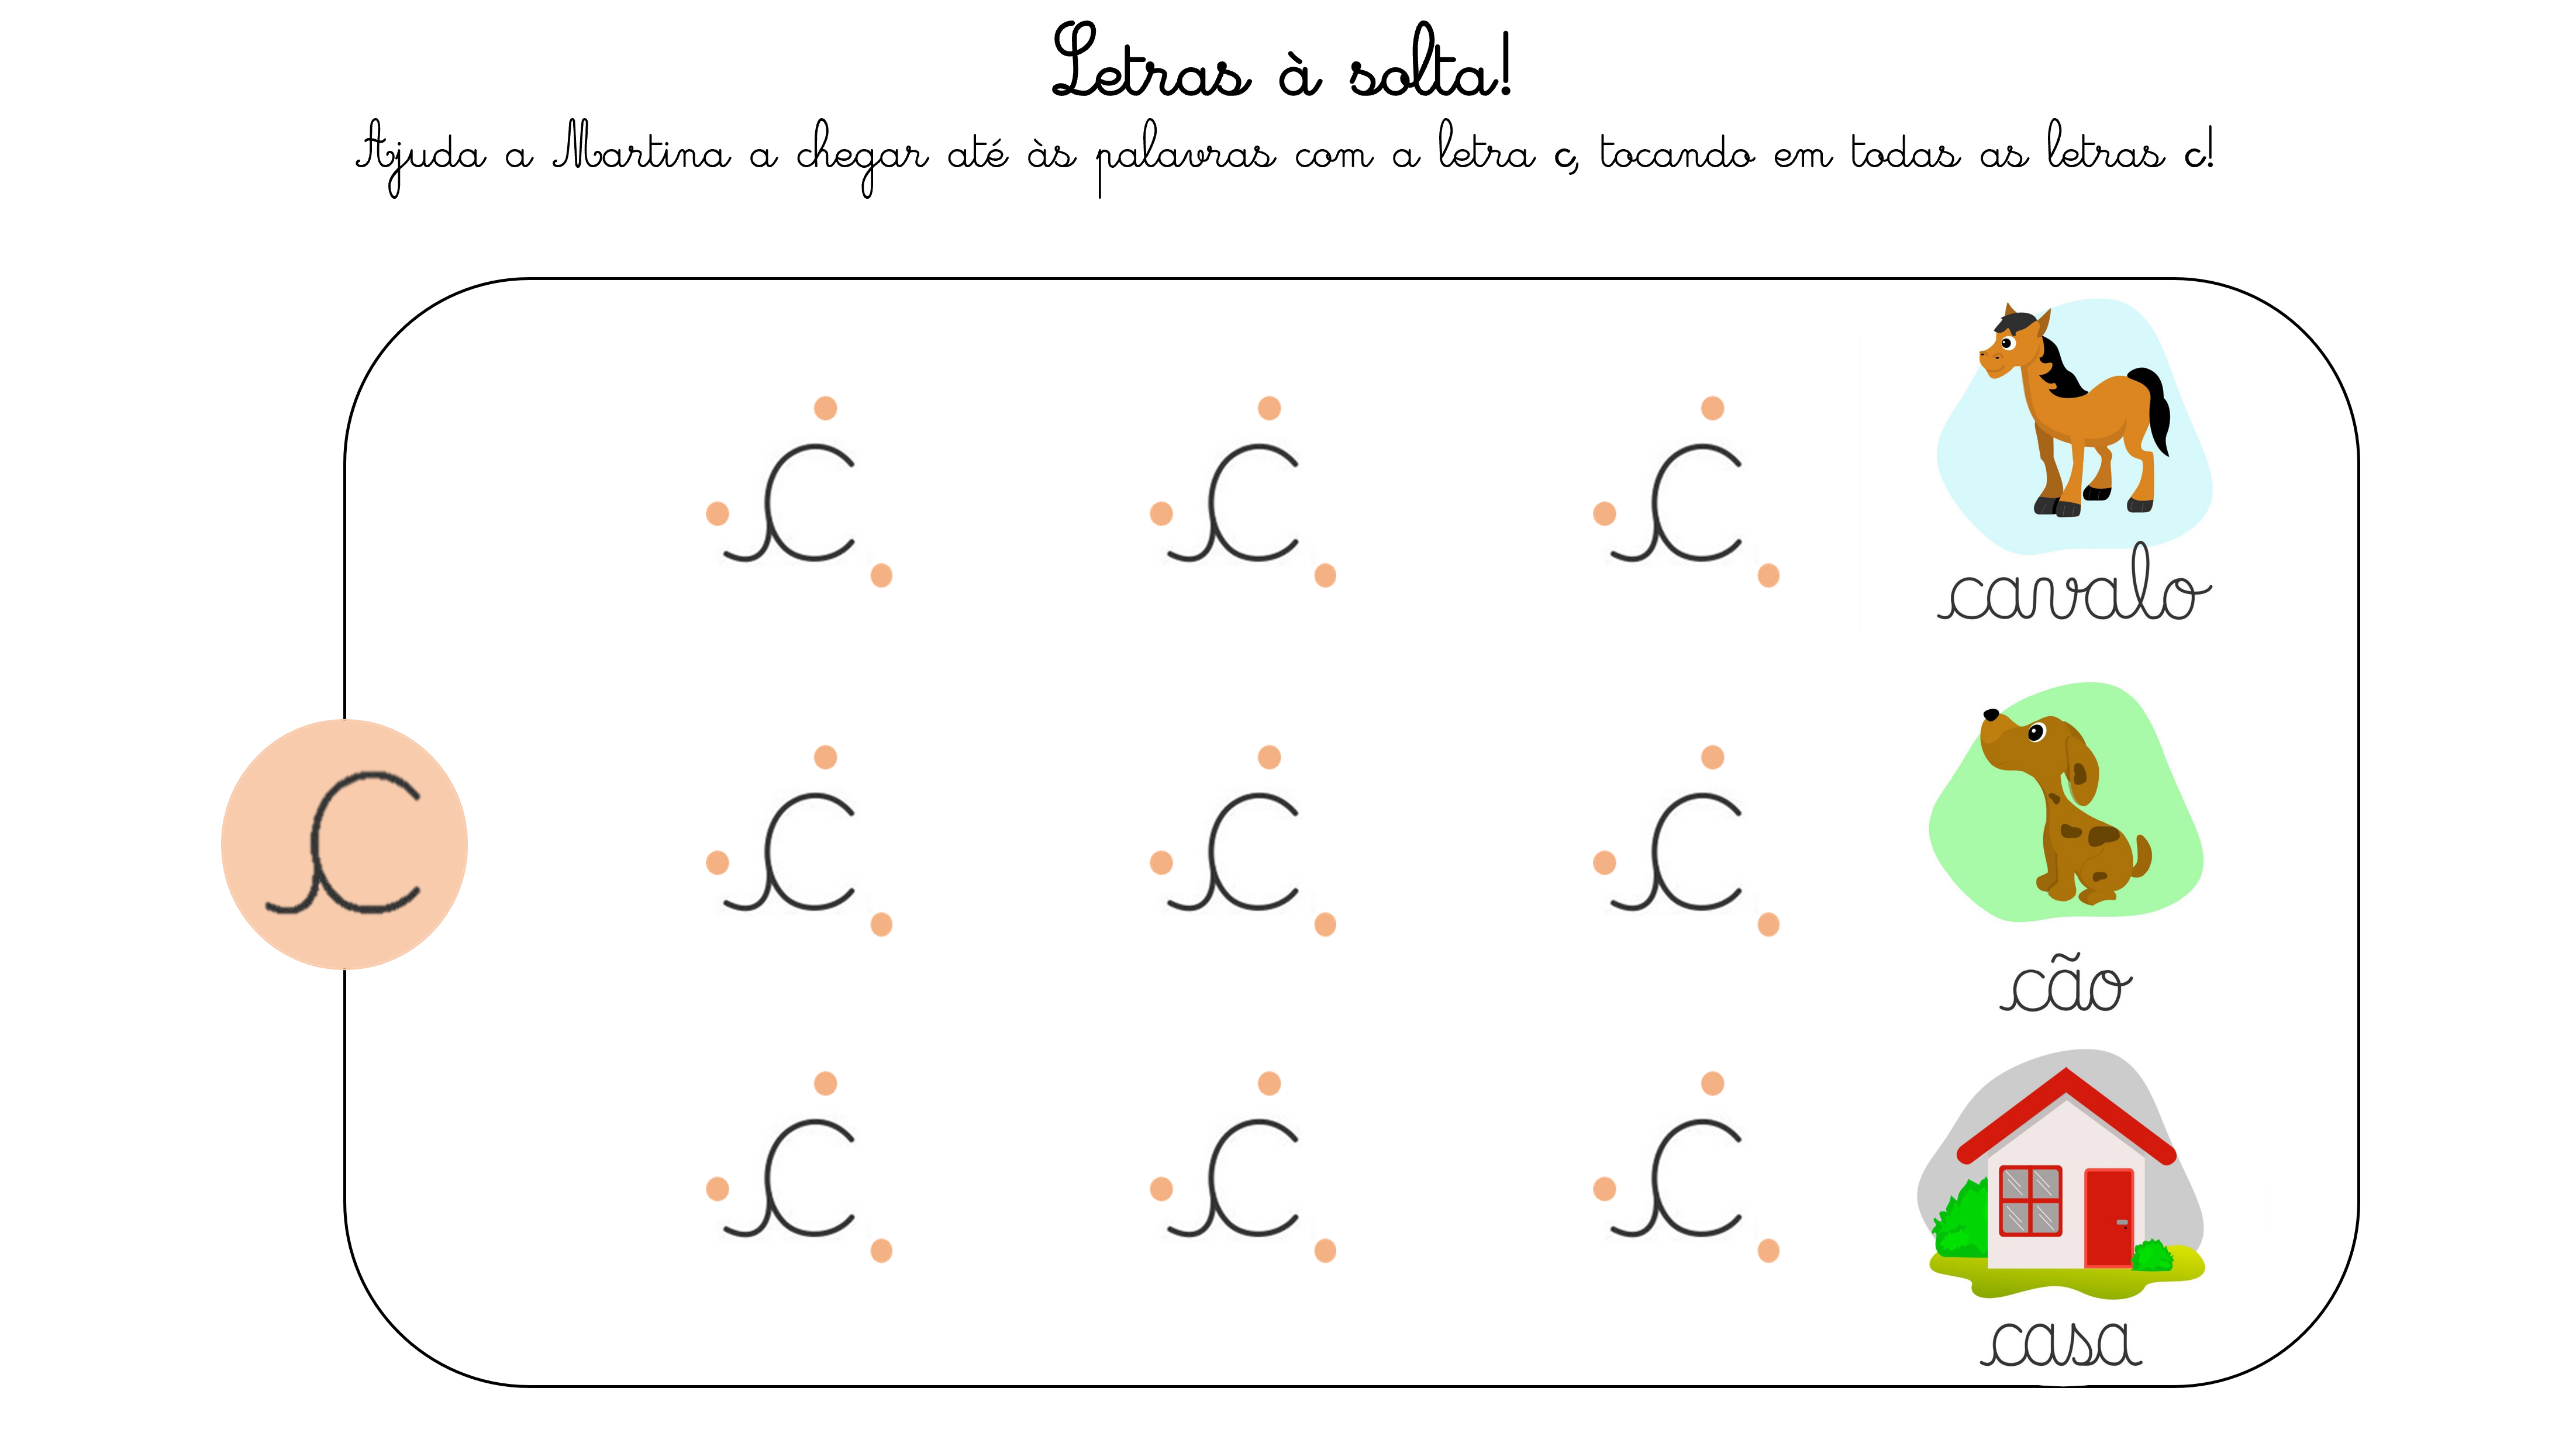 Letras à solta!
Ajuda a Martina a chegar até às palavras com a letra c, tocando em todas as letras c!
c c c
cavalo
c
c c c
cão
c c c
casa